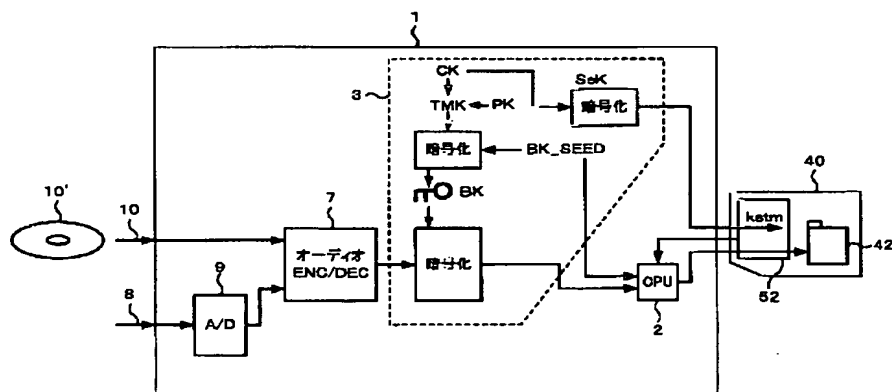 1
3
CK
TMK
PK
SeK
暗号化
暗号化
BK_SEED
BK
10'
10
7
オーディオ
ENC/DEC
暗号化
8
9
A/D
CPU
2
40
kstm
42
52